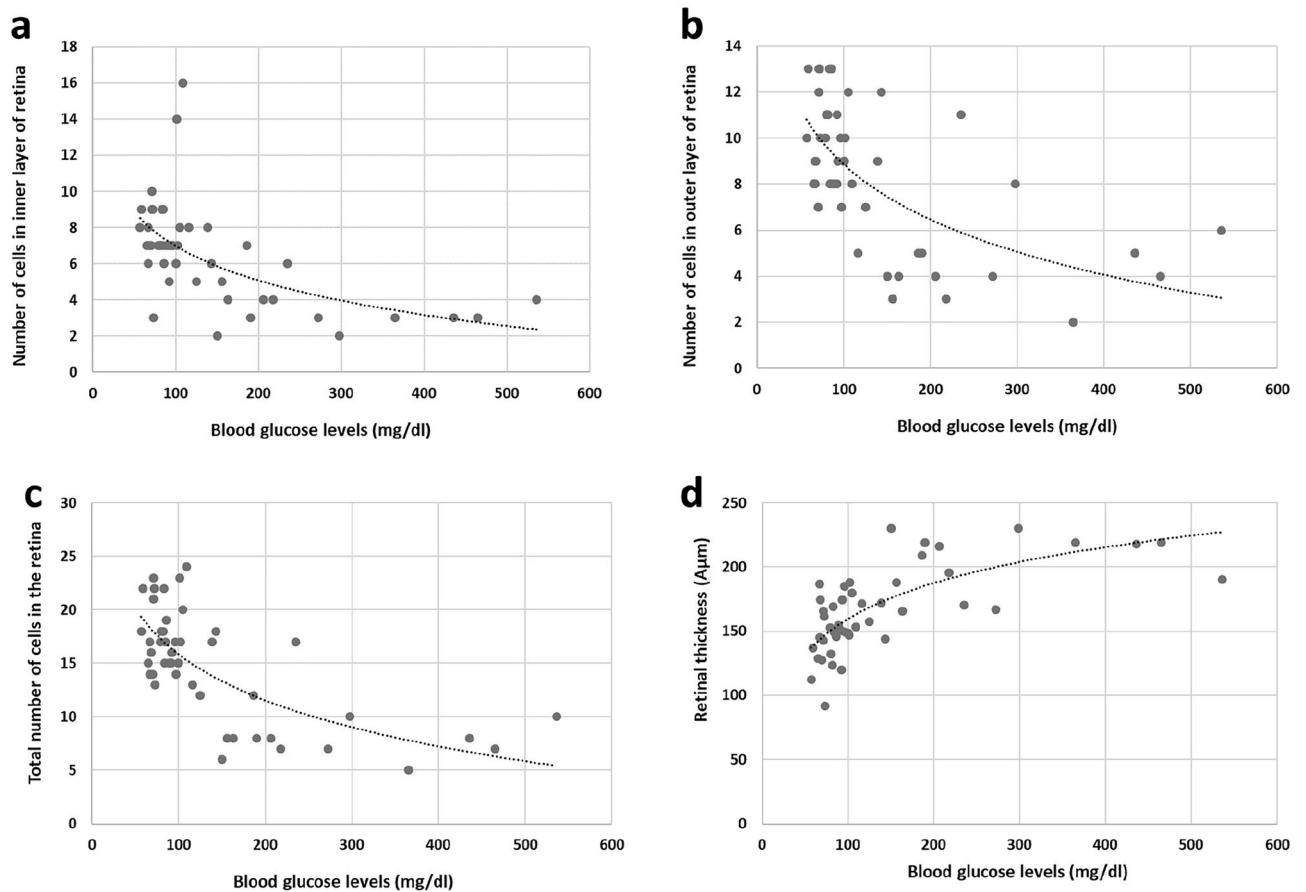 a
Number of cells in inner layer of retina
18
16
14
12
10
8
6
4
2
0
0 100 200 300 400 500 600
Blood glucose levels (mg/dl)
b
Number of cells in outer layer of retina
14
12
10
8
6
4
2
0
0 100 200 300 400 500 600
Blood glucose levels (mg/dl)
c
Total number of cells in the retina
30
25
20
15
10
5
0
0 100 200 300 400 500 600
Blood glucose levels (mg/dl)
d
Retinal thickness (Aµm)
250
200
150
100
50
0
0 100 200 300 400 500 600
Blood glucose levels (mg/dl)